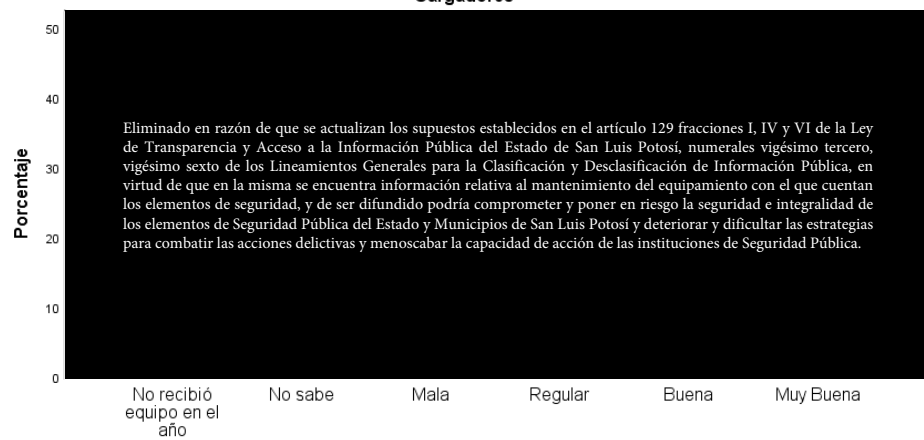 Cargadores
50
40
30
20
10
0
Porcentaje
Eliminado en razón de que se actualizan los supuestos establecidos en el artículo 129 fracciones I, IV y VI de la Ley
de Transparencia y Acceso a la Información Pública del Estado de San Luis Potosí, numerales vigésimo tercero,
vigésimo sexto de los Lineamientos Generales para la Clasificación y Desclasificación de Información Pública, en
virtud de que en la misma se encuentra información relativa al mantenimiento del equipamiento con el que cuentan
los elementos de seguridad, y de ser difundido podría comprometer y poner en riesgo la seguridad e integralidad de
los elementos de Seguridad Pública del Estado y Municipios de San Luis Potosí y deteriorar y dificultar las estrategias
para combatir las acciones delictivas y menoscabar la capacidad de acción de las instituciones de Seguridad Pública.
No recibió
equipo en el
año
No sabe
Mala
Regular
Buena
Muy Buena